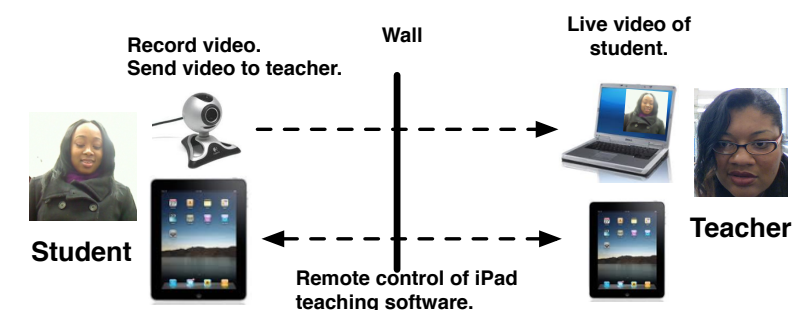 Record video.
Send video to teacher.
Wall
Live video of
student.
Student
Teacher
Remote control of iPad
teaching software.